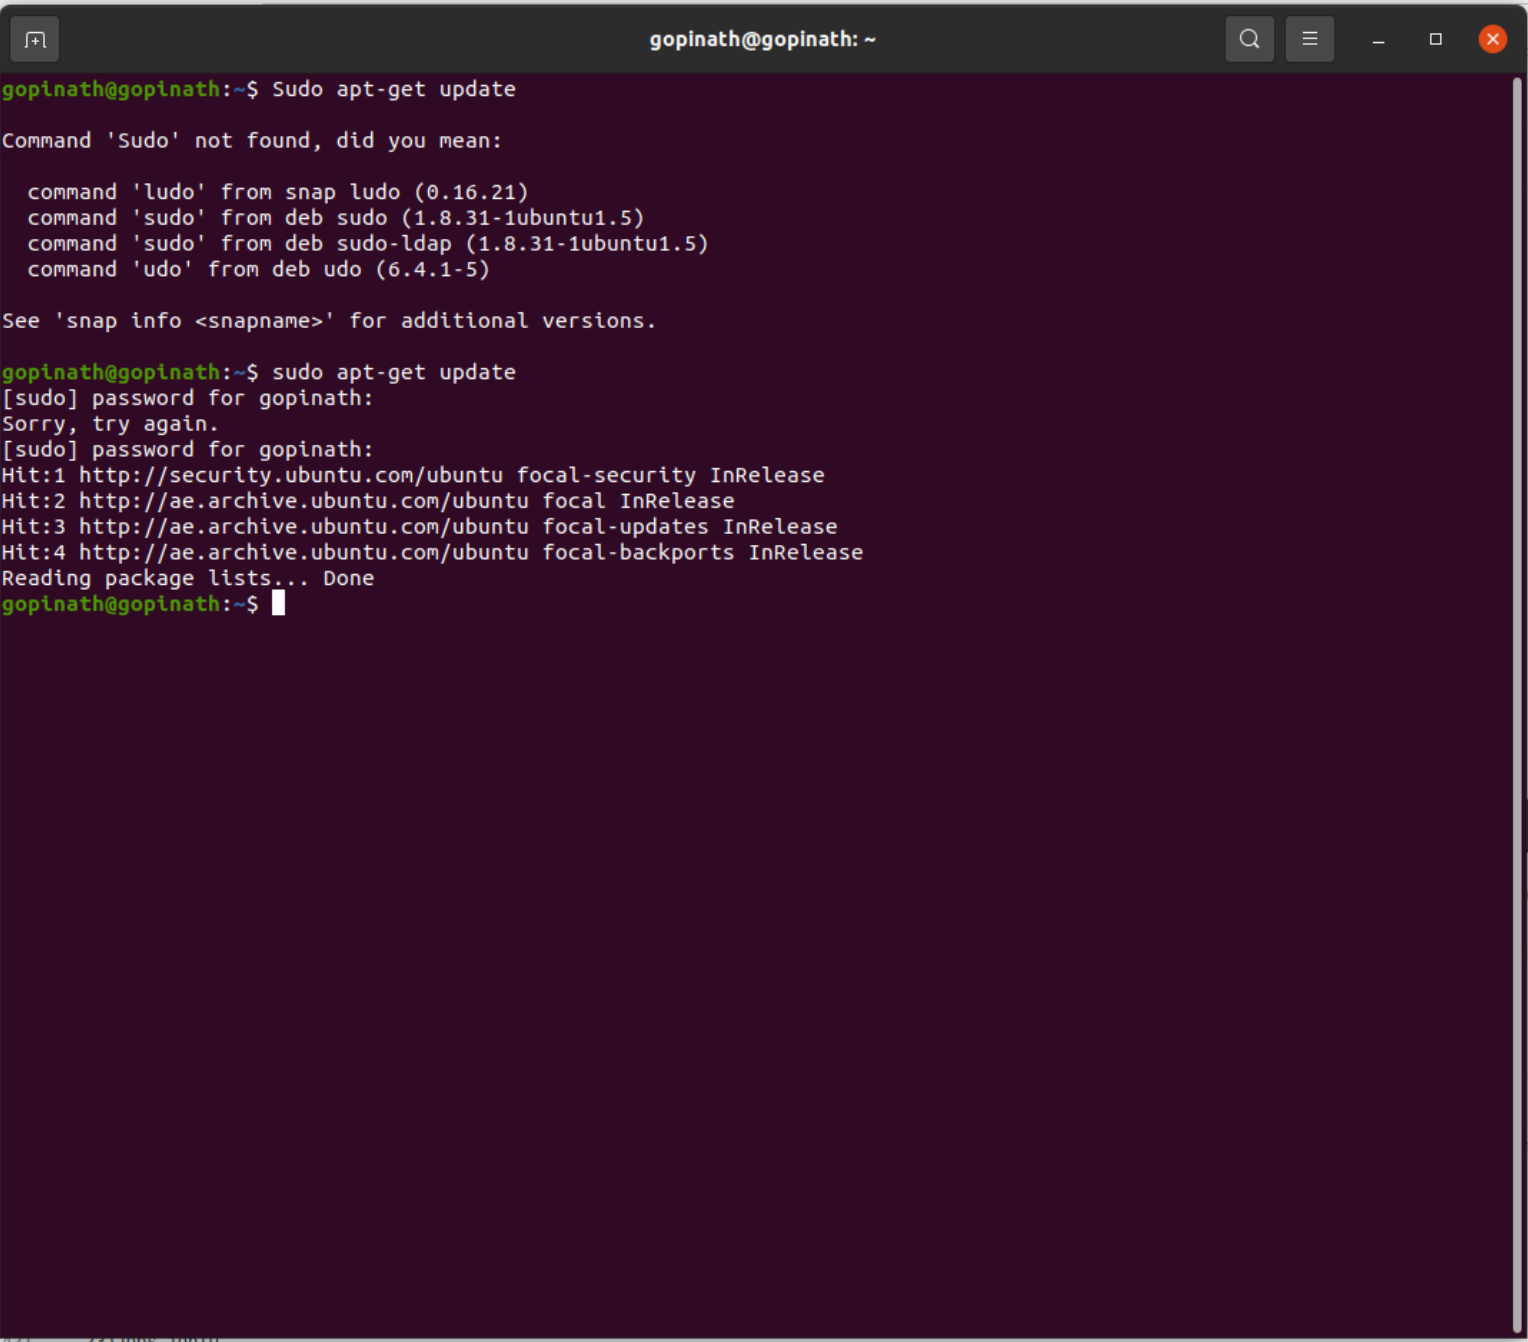 gopinath@gopinath: ~
gopinath@gopinath:~$ Sudo apt-get update
Command 'Sudo' not found, did you mean:
command 'ludo' from snap ludo (0.16.21)
command 'sudo' from deb sudo (1.8.31-1ubuntu1.5)
command 'sudo' from deb sudo-ldap (1.8.31-1ubuntu1.5)
command 'udo' from deb udo (6.4.1-5)
See 'snap info <snapname>' for additional versions.
gopinath@gopinath:~$ sudo apt-get update
[sudo] password for gopinath:
Sorry, try again.
[sudo] password for gopinath:
Hit:1 http://security.ubuntu.com/ubuntu focal-security InRelease
Hit:2 http://ae.archive.ubuntu.com/ubuntu focal InRelease
Hit:3 http://ae.archive.ubuntu.com/ubuntu focal-updates InRelease
Hit:4 http://ae.archive.ubuntu.com/ubuntu focal-backports InRelease
Reading package lists... Done
gopinath@gopinath:~$